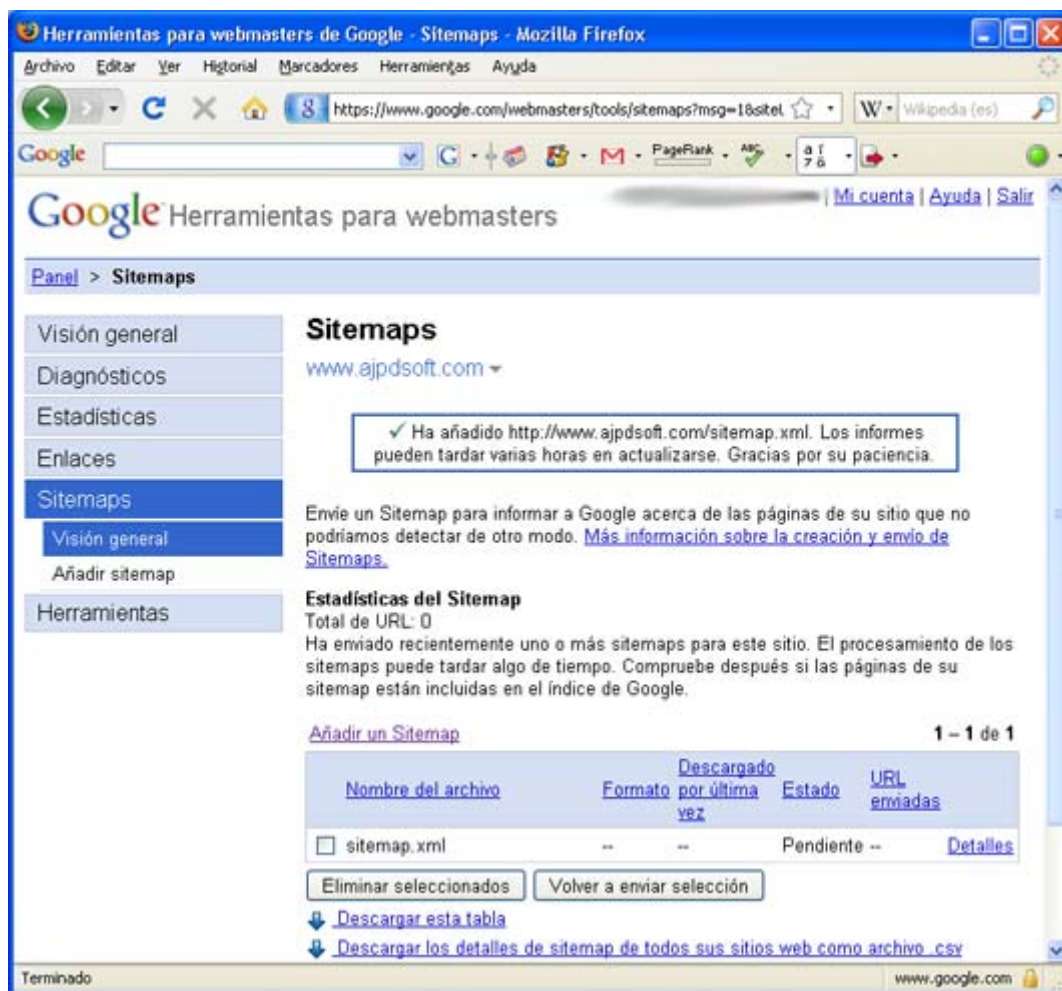 Herramientas para webmasters de Google - Sitemaps - Mozilla Firefox
Archivo Editar Ver Historial Marcadores Herramientas Ayuda
https://www.google.com/webmasters/tools/sitemaps?msg=1&siteL W Wikipedia (es)
Google G PageRank ABC
Google Herramientas para webmasters | Mi cuenta | Ayuda | Salir
Panel > Sitemaps
Visión general
Diagnósticos
Estadísticas
Enlaces
Sitemaps
Visión general
Añadir sitemap
Herramientas
Sitemaps
www.ajpdsoft.com
✓ Ha añadido http://www.ajpdsoft.com/sitemap.xml. Los informes
pueden tardar varias horas en actualizarse. Gracias por su paciencia.
Envíe un Sitemap para informar a Google acerca de las páginas de su sitio que no
podríamos detectar de otro modo. Más información sobre la creación y envío de
Sitemaps.
Estadísticas del Sitemap
Total de URL: 0
Ha enviado recientemente uno o más sitemaps para este sitio. El procesamiento de los
sitemaps puede tardar algo de tiempo. Compruebe después si las páginas de su
sitemap están incluidas en el índice de Google.
Añadir un Sitemap 1 – 1 de 1
Nombre del archivo Formato Descargado por última vez Estado URL enviadas
sitemap.xml -- -- Pendiente -- Detalles
Eliminar seleccionados Volver a enviar selección
Descargar esta tabla
Descargar los detalles de sitemap de todos sus sitios web como archivo .csv
Terminado www.google.com